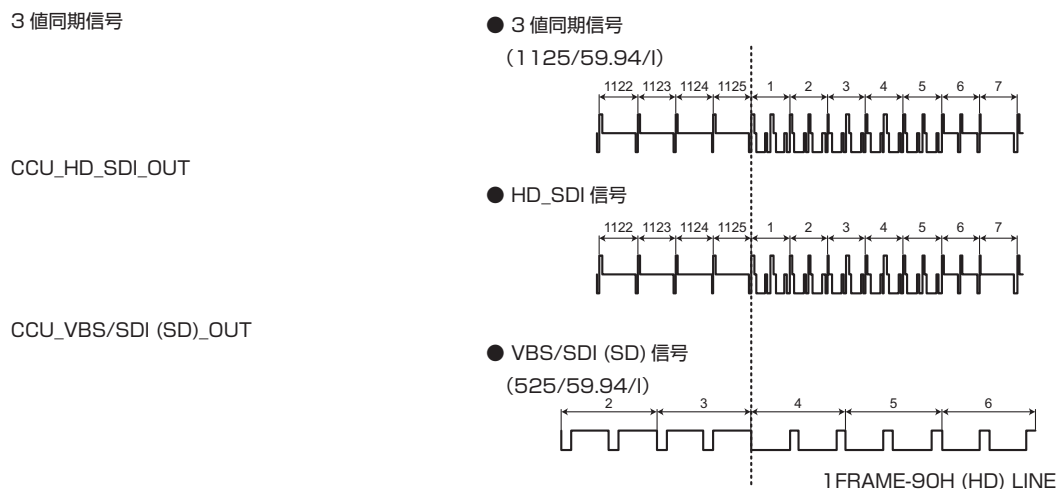 3 値同期信号
● 3 値同期信号
（1125/59.94/I）
1122 1123 1124 1125 1 2 3 4 5 6 7
CCU_HD_SDI_OUT
● HD_SDI 信号
1122 1123 1124 1125 1 2 3 4 5 6 7
CCU_VBS/SDI (SD)_OUT
● VBS/SDI (SD) 信号
（525/59.94/I）
2 3 4 5 6
1FRAME-90H (HD) LINE